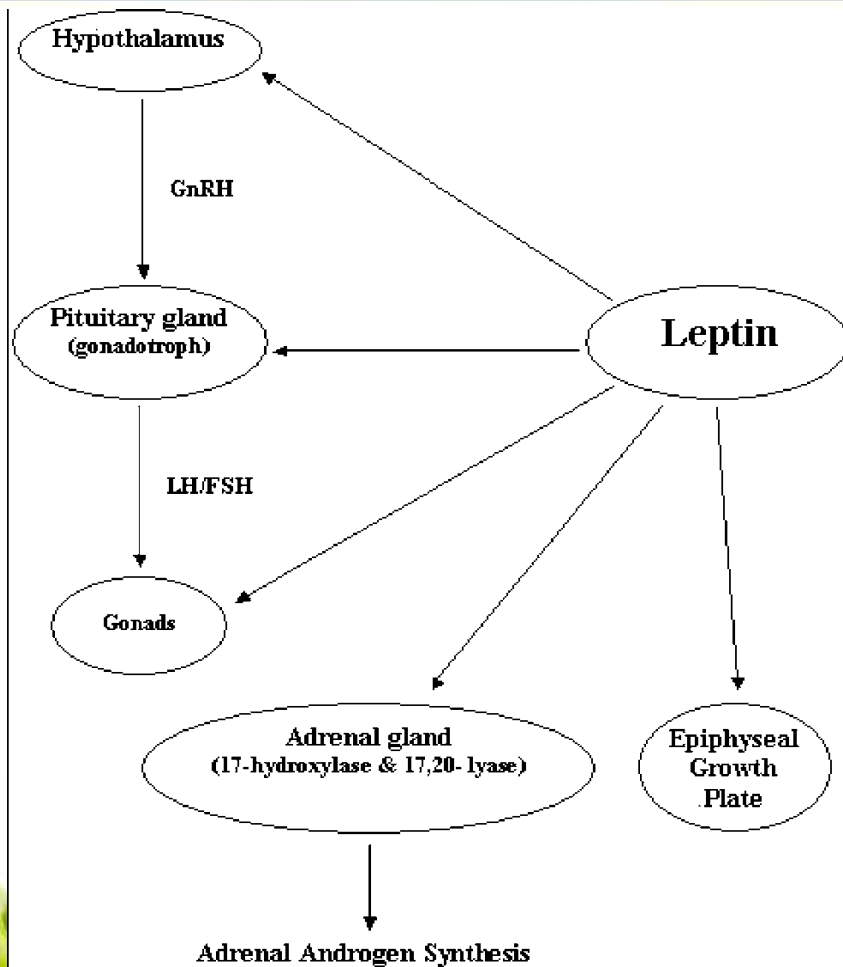 Hypothalamus
GnRH
Pituitary gland
(gonadotroph)
Leptin
LH/FSH
Gonads
Adrenal gland
(17-hydroxylase & 17,20- lyase)
Epiphyseal
Growth
.Plate
Adrenal Androgen Synthesis